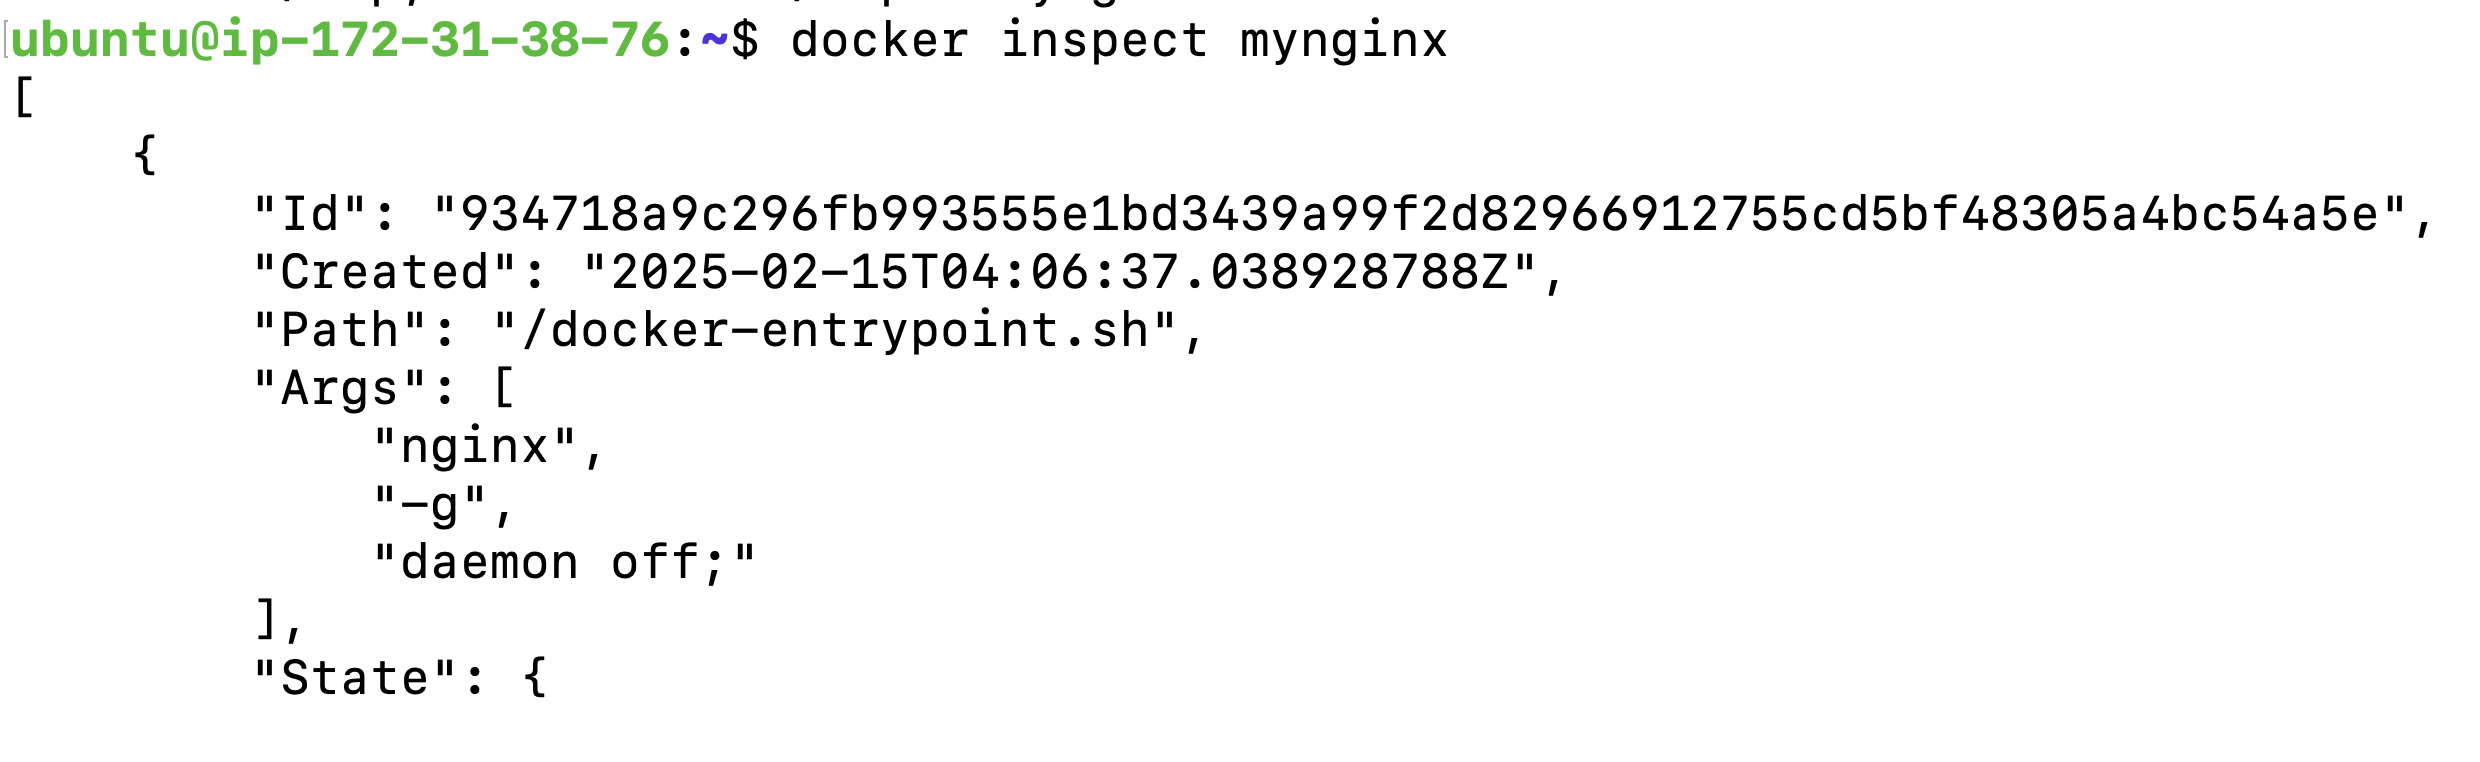 ubuntu@ip-172-31-38-76:~$ docker inspect mynginx
[
    {
        "Id": "934718a9c296fb993555e1bd3439a99f2d82966912755cd5bf48305a4bc54a5e",
        "Created": "2025-02-15T04:06:37.038928788Z",
        "Path": "/docker-entrypoint.sh",
        "Args": [
            "nginx",
            "-g",
            "daemon off;"
        ],
        "State": {